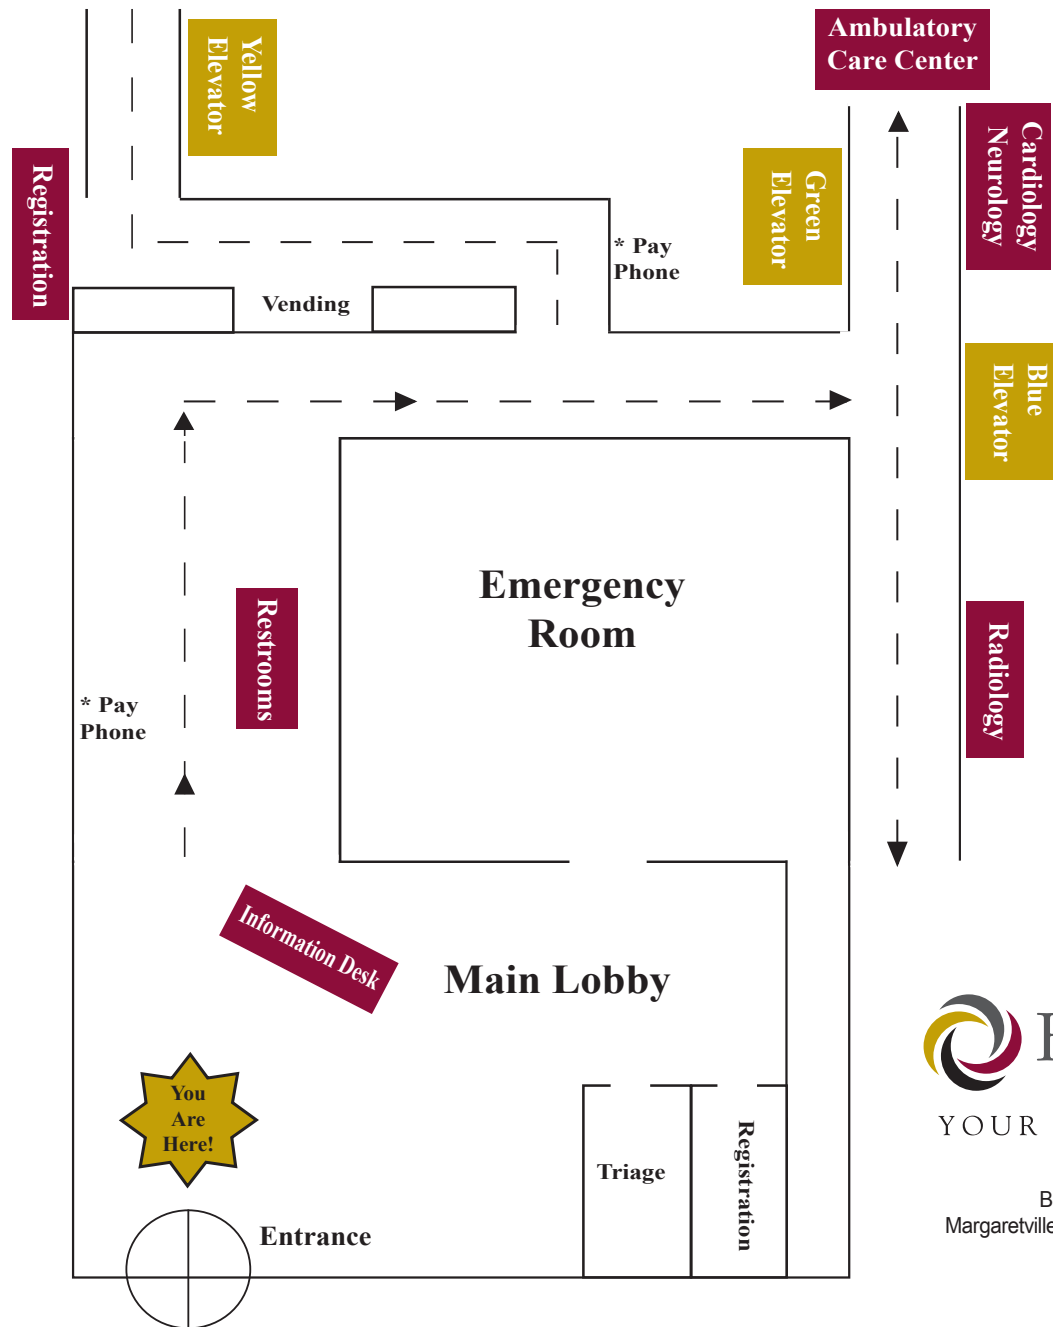 Ambulatory
Care Center
Yellow
Elevator
Cardiology
Neurology
Registration
Green
Elevator
* Pay
Phone
Vending
Blue
Elevator
Emergency
Room
Restrooms
Radiology
* Pay
Phone
Information Desk
Main Lobby
You
Are
Here!
YOUR
Triage
Registration
B
Margaretville
Entrance